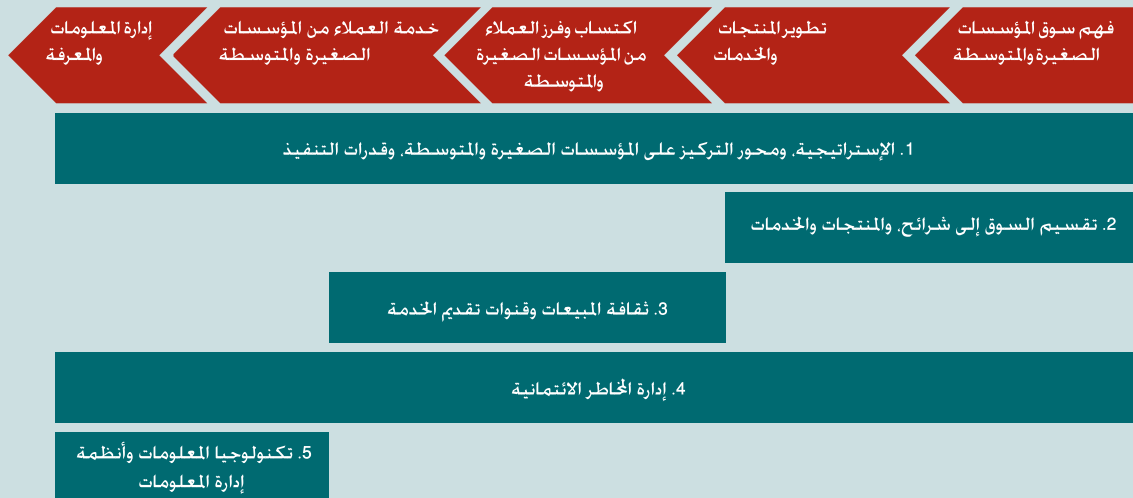 فهم سوق المؤسسات
الصغيرة والمتوسطة
تطوير المنتجات
والخدمات
اكتساب وفرز العملاء
من المؤسسات الصغيرة
والمتوسطة
خدمة العملاء من المؤسسات
الصغيرة والمتوسطة
إدارة المعلومات
والمعرفة
1. الإستراتيجية، ومحور التركيز على المؤسسات الصغيرة والمتوسطة، وقدرات التنفيذ
2. تقسيم السوق إلى شرائح، والمنتجات والخدمات
3. ثقافة المبيعات وقنوات تقديم الخدمة
4. إدارة المخاطر الائتمانية
5. تكنولوجيا المعلومات وأنظمة
إدارة المعلومات